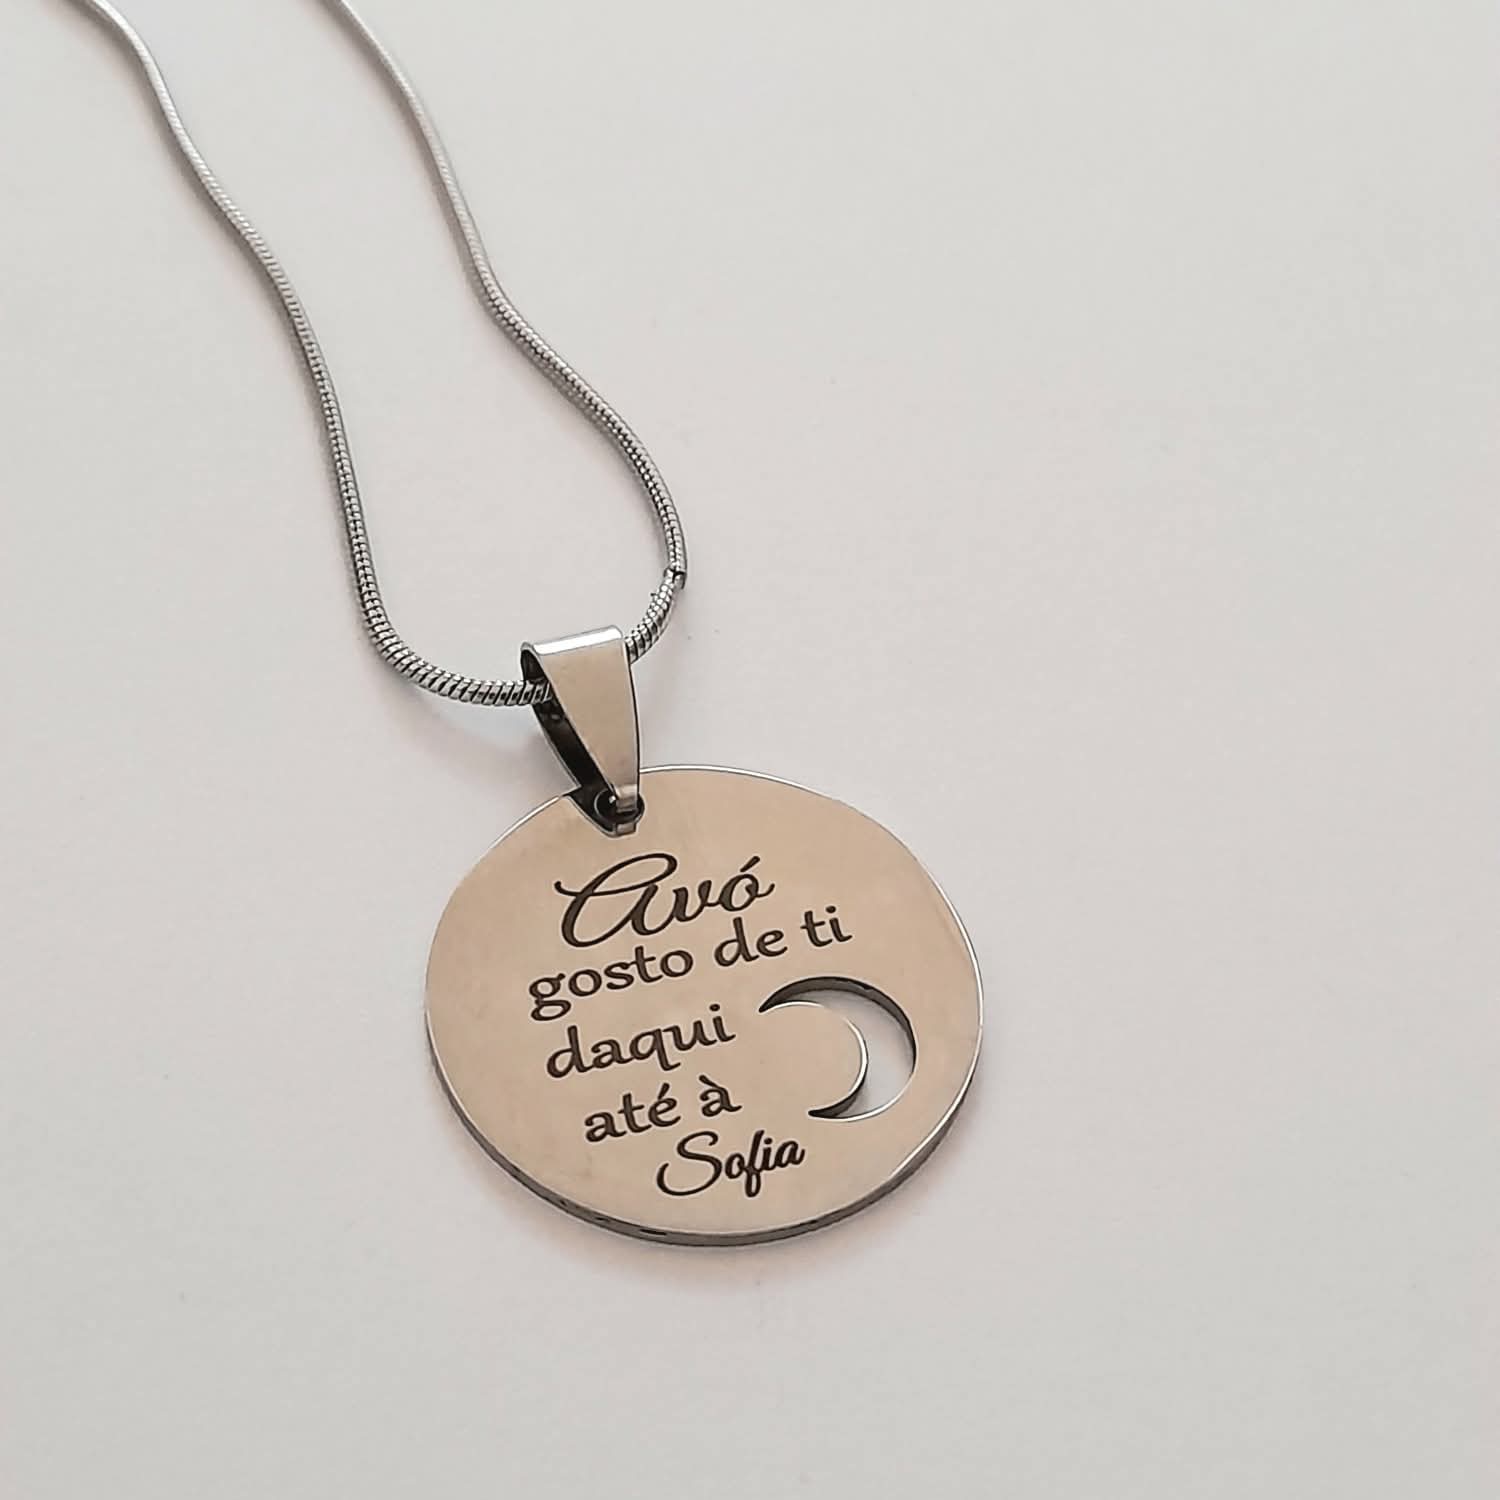 Avó
gosto de ti
daqui
até à
Sofia